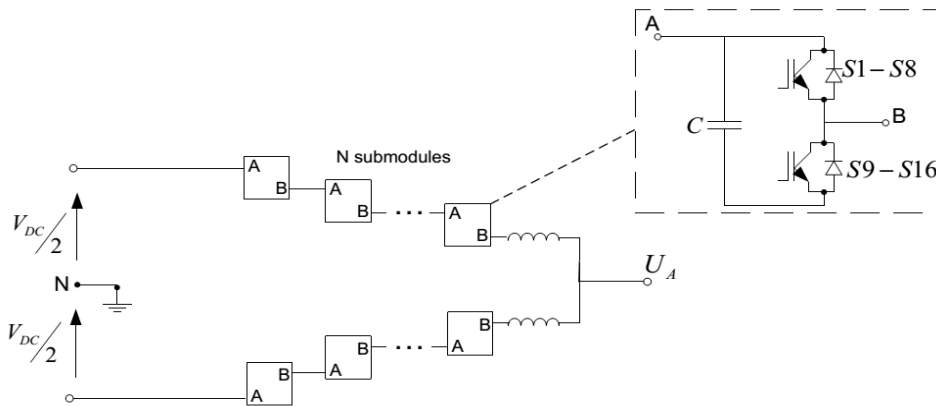 A
S1 − S8
C
B
S9 − S16
N submodules
A
B
A
B
...
A
B
V_DC/2
U_A
N
V_DC/2
B
A
B
A
...
B
A